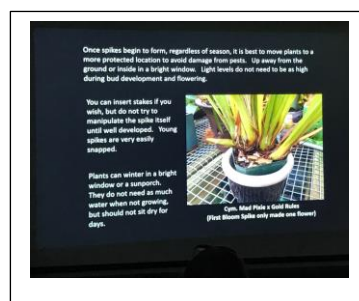 Once spikes begin to form, regardless of season, it is best to move plants to a
more protected location to avoid damage from pests.  Up away from the
ground or inside in a bright window.  Light levels do not need to be as high
during bud development and flowering.
You can insert stakes if you
wish, but do not try to
manipulate the spike itself
until well developed.  Young
spikes are very easily
snapped.
Plants can winter in a bright
window or a sunporch.
They do not need as much
water when not growing,
but should not sit dry for
days.
Cym. Mad Pixie x Gold Rules
(First Bloom Spike only made one flower)